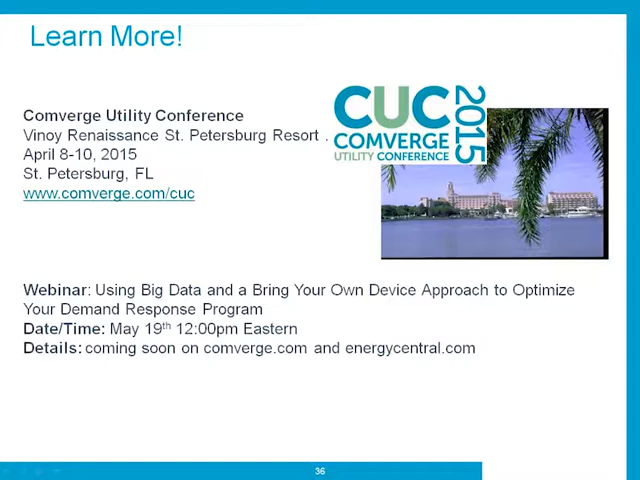 Learn More!
Comverge Utility Conference
Vinoy Renaissance St. Petersburg Resort .
April 8-10, 2015
St. Petersburg, FL
www.comverge.com/cuc
CUC 2015
COMVERGE
UTILITY CONFERENCE
Webinar: Using Big Data and a Bring Your Own Device Approach to Optimize
Your Demand Response Program
Date/Time: May 19th 12:00pm Eastern
Details: coming soon on comverge.com and energycentral.com
36